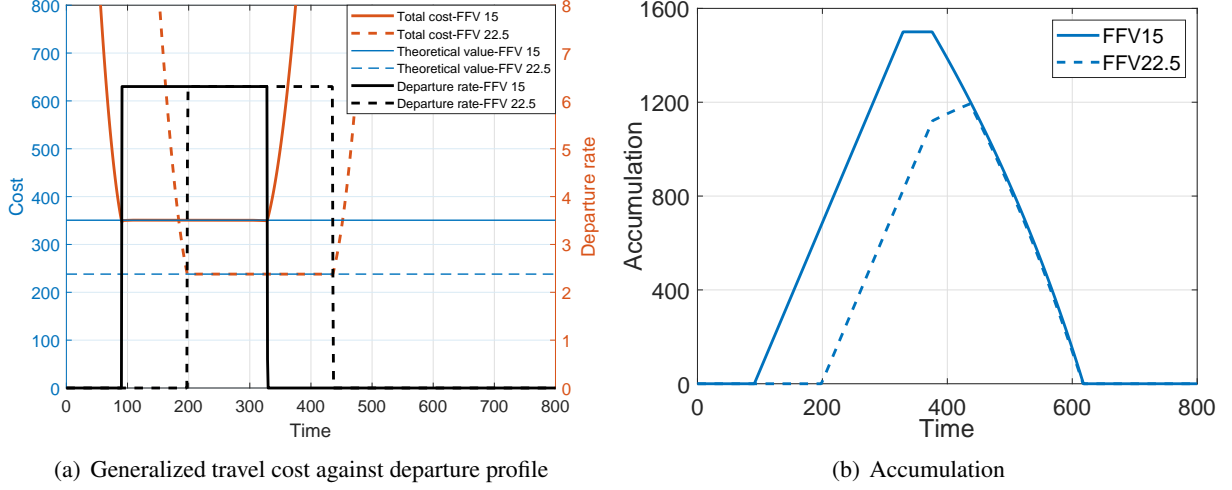 800
700
600
500
400
300
200
100
0
Cost
8
7
6
5
4
3
2
1
0
Departure rate
Total cost-FFV 15
Total cost-FFV 22.5
Theoretical value-FFV 15
Theoretical value-FFV 22.5
Departure rate-FFV 15
Departure rate-FFV 22.5
0 100 200 300 400 500 600 700 800
Time
(a) Generalized travel cost against departure profile
1600
1200
800
400
0
Accumulation
FFV15
FFV22.5
0 200 400 600 800
Time
(b) Accumulation